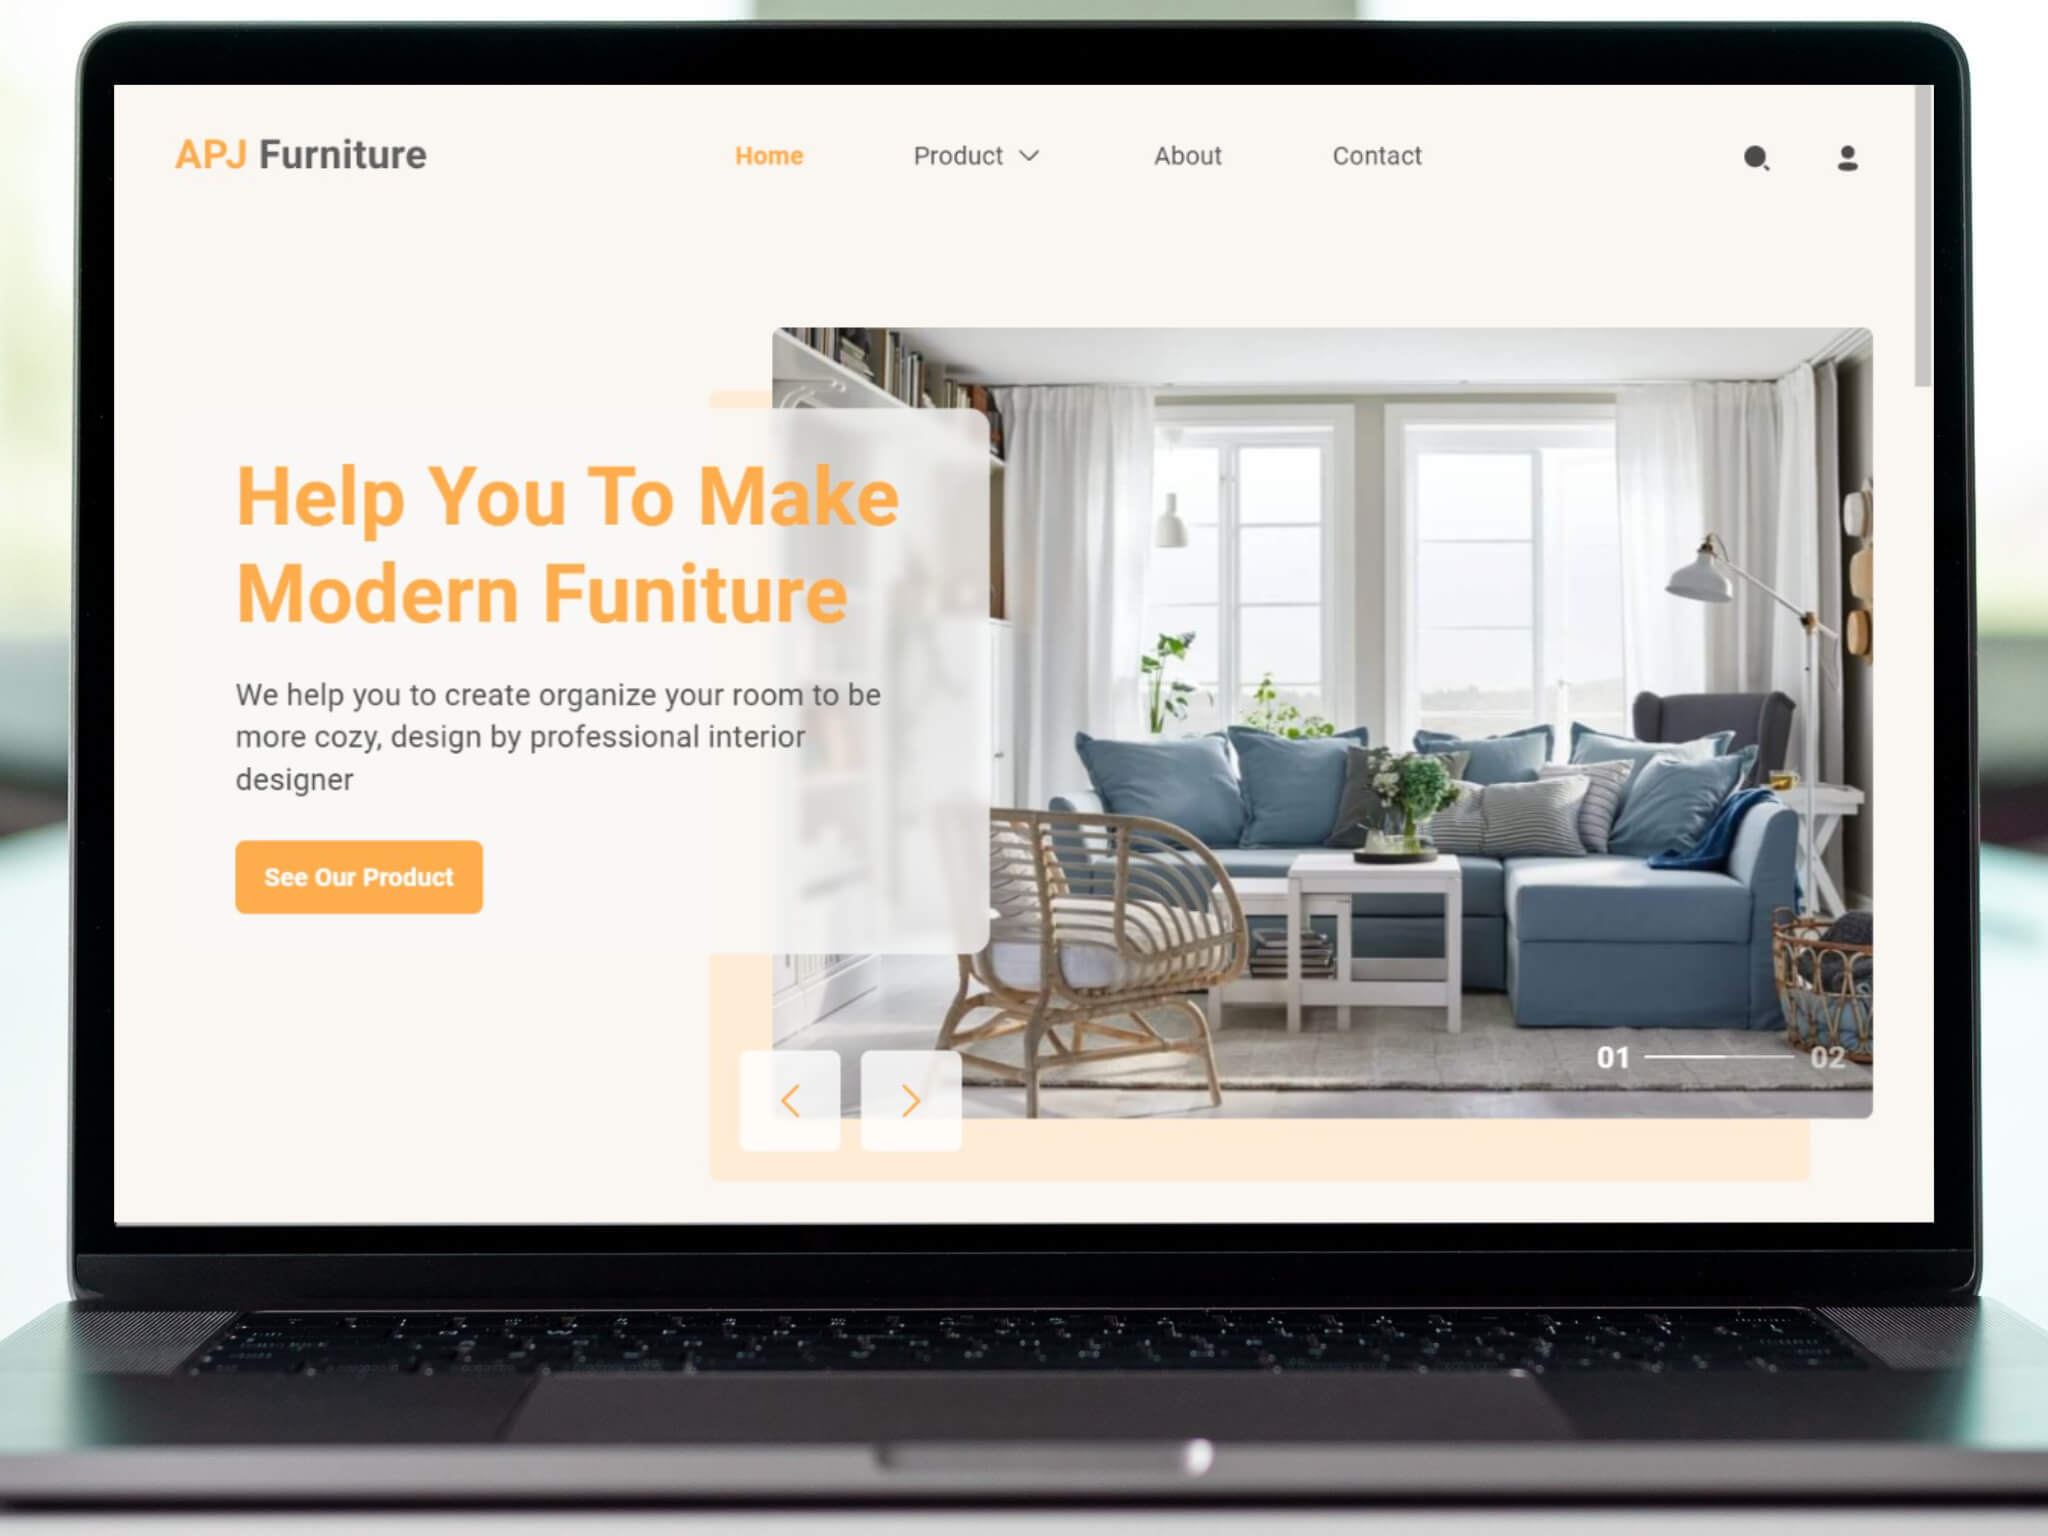 APJ Furniture
Home
Product
About
Contact
Help You To Make
Modern Funiture
We help you to create organize your room to be
more cozy, design by professional interior
designer
See Our Product
01
02